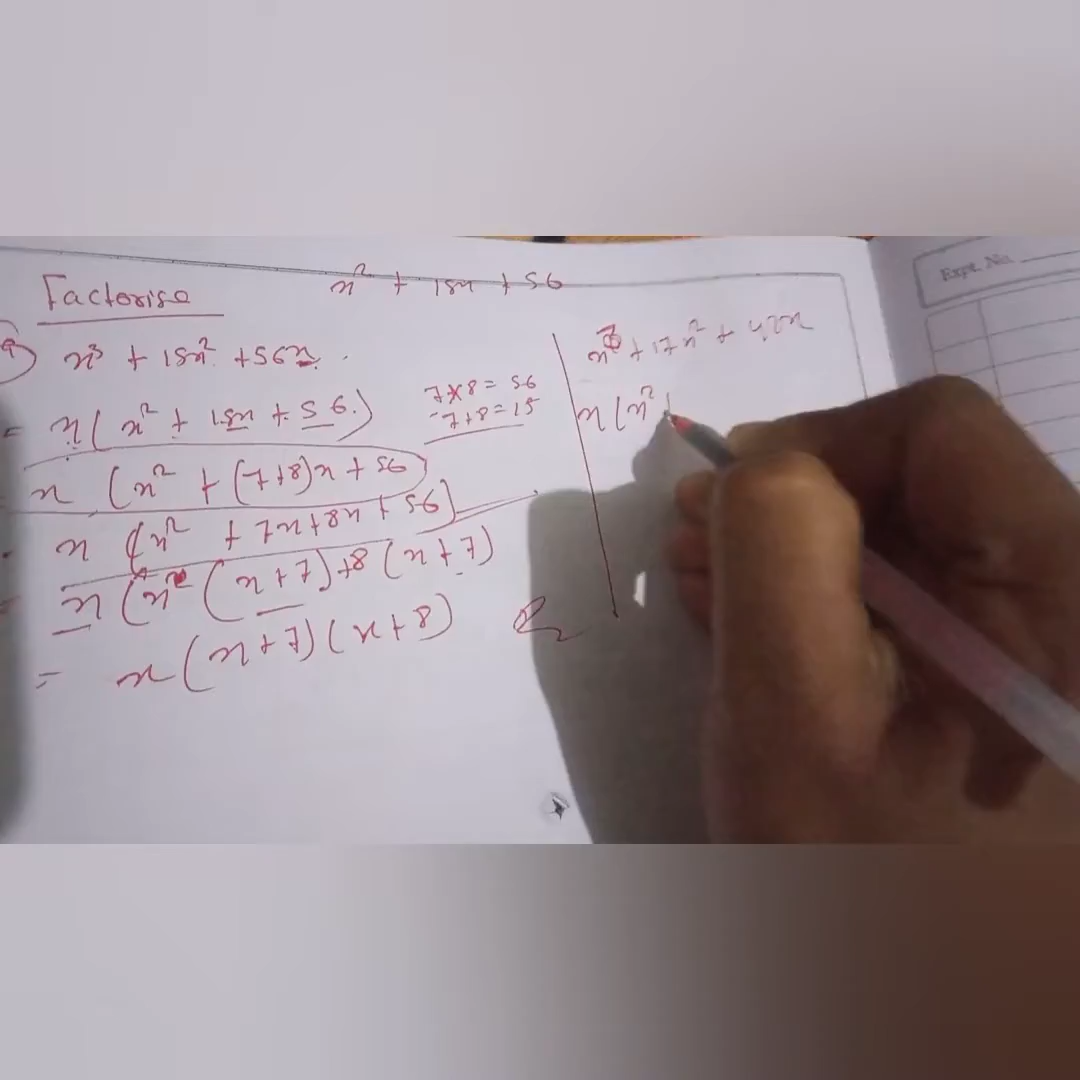 Factorise
x² + 15x + 56
a) x³ + 15x² + 56x.
= x(x² + 15x + 56)
7×8 = 56
7+8 = 15
= x (x² + (7+8)x + 56)
= x (x² + 7x+8x + 56)
= x (x (x+7)+8 (x+7)
= x (x+7)(x+8)
x³ + 17x² + 42x
x(x² +
Expt. No.